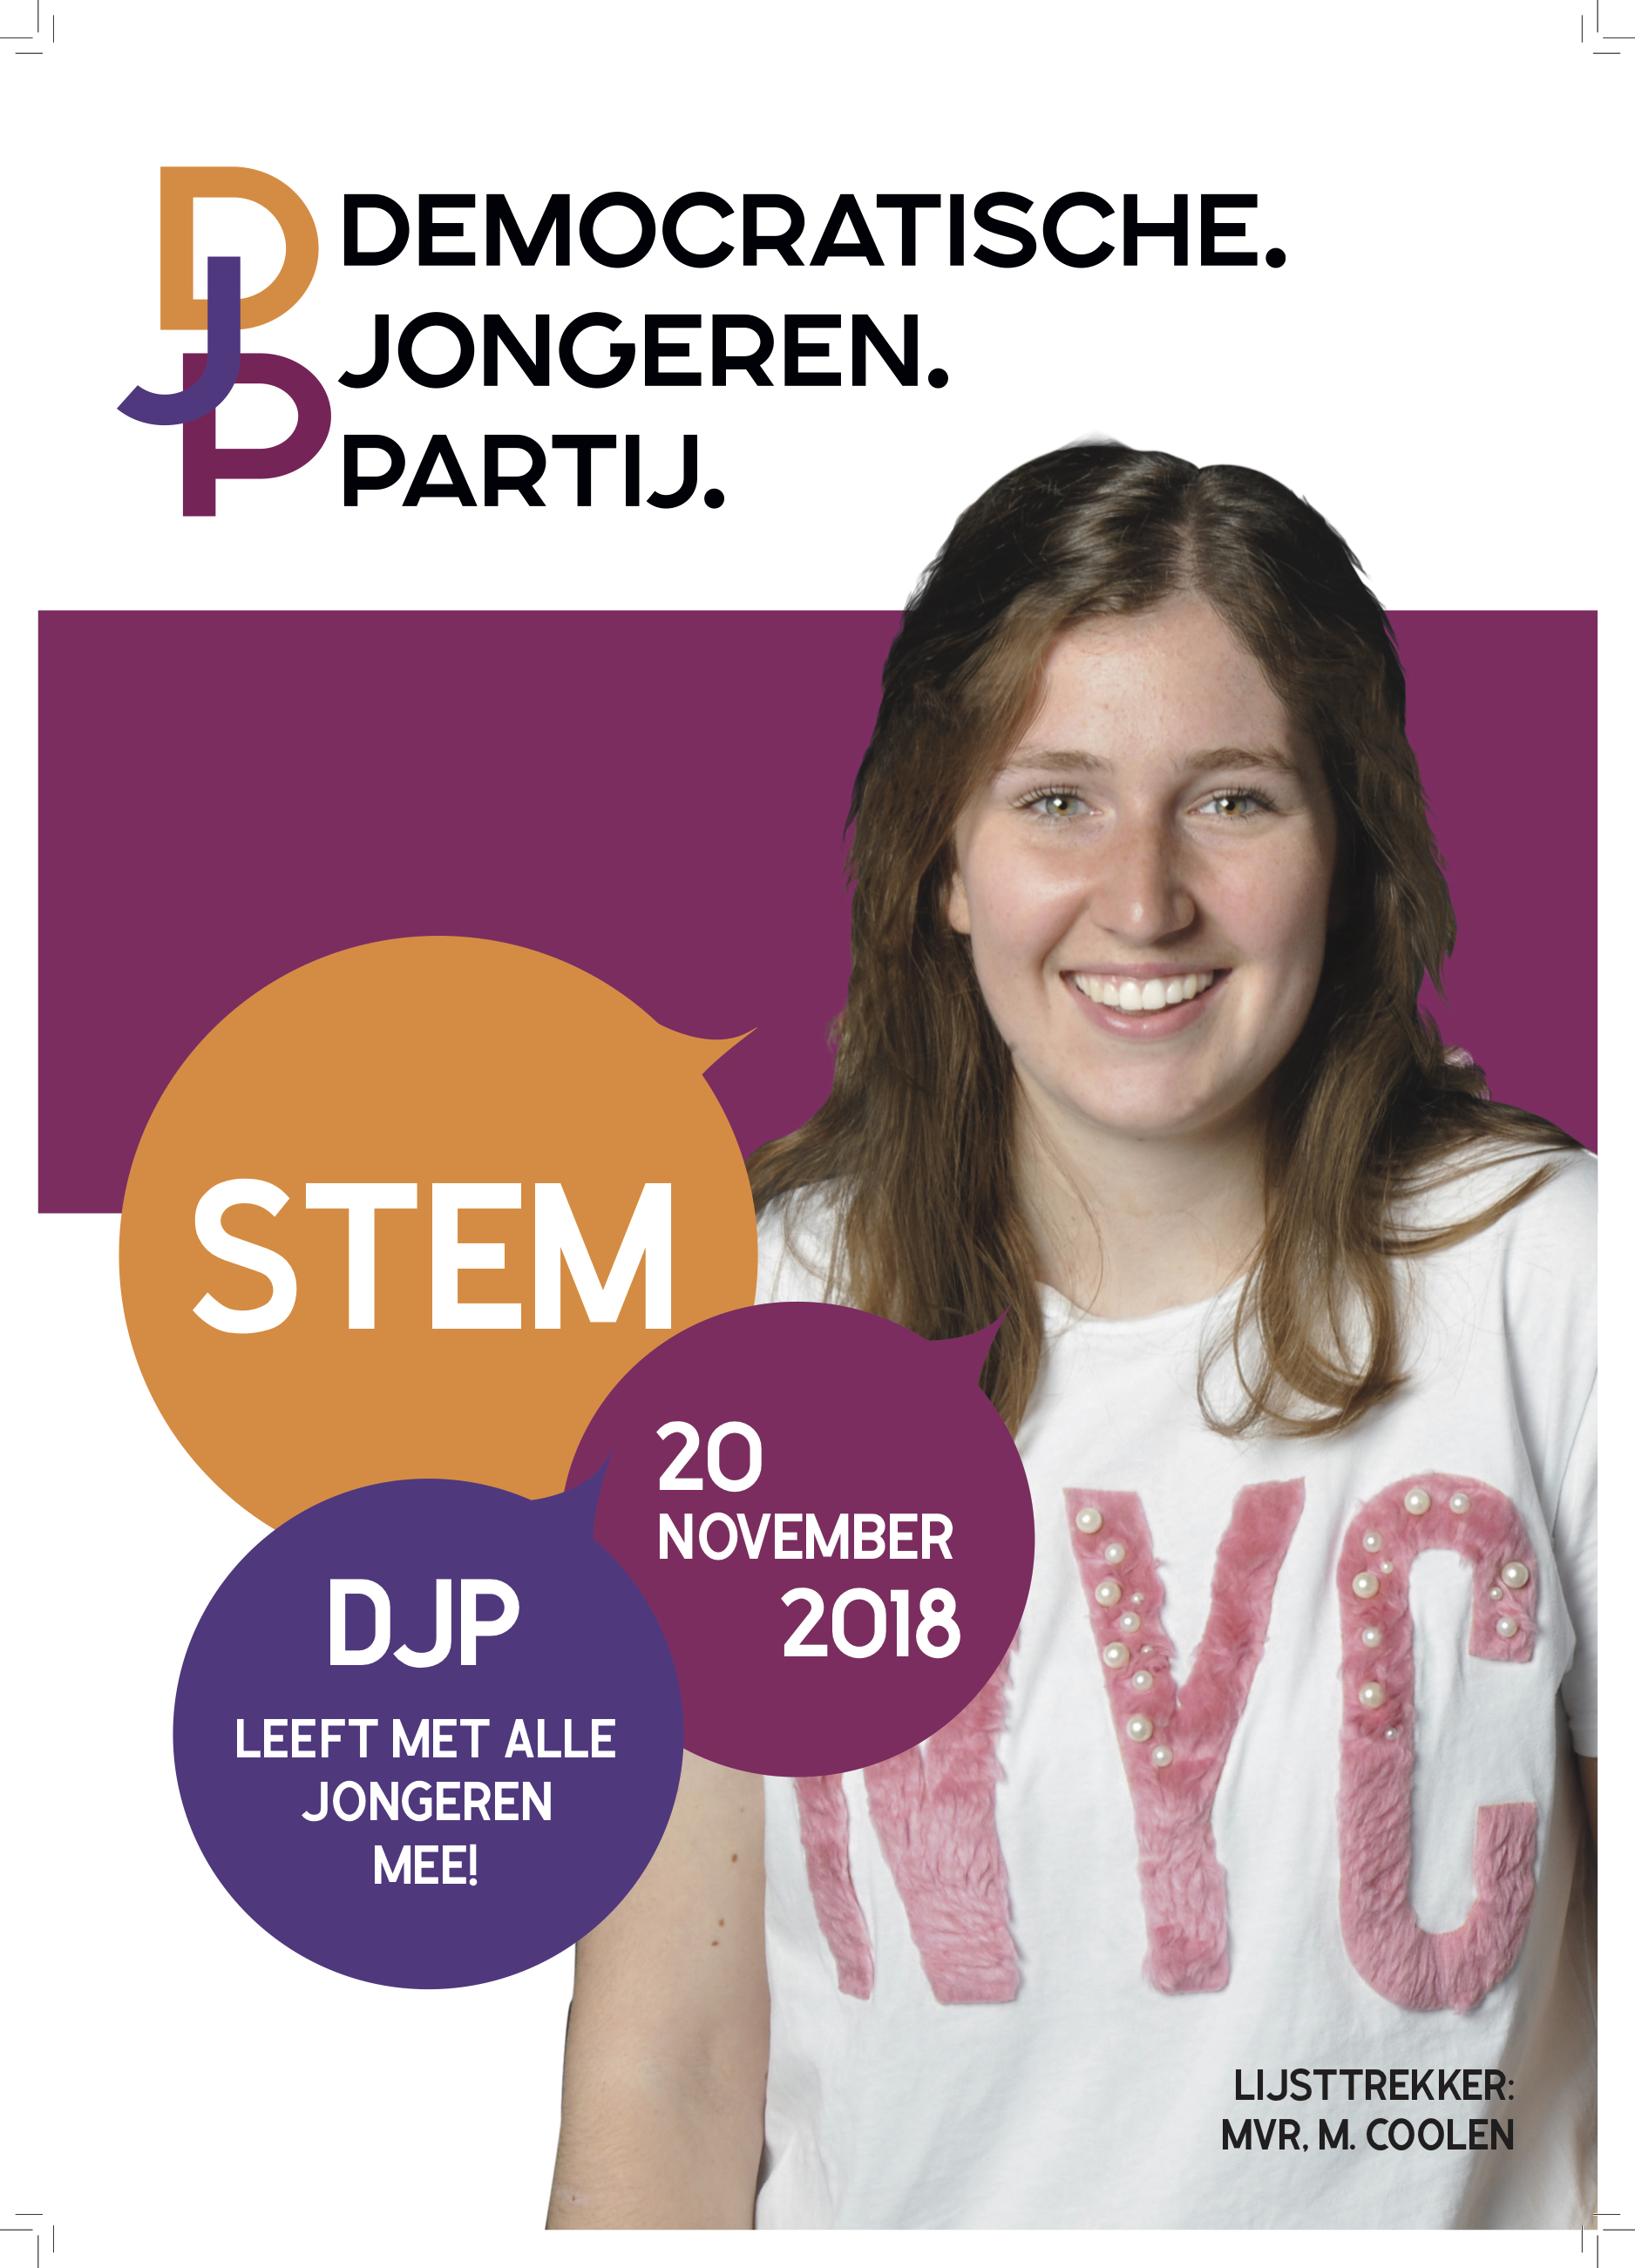 DJP
DEMOCRATISCHE.
JONGEREN.
PARTIJ.
STEM
20
NOVEMBER
2018
DJP
LEEFT MET ALLE
JONGEREN
MEE!
NYC
LIJSTTREKKER:
MVR, M. COOLEN